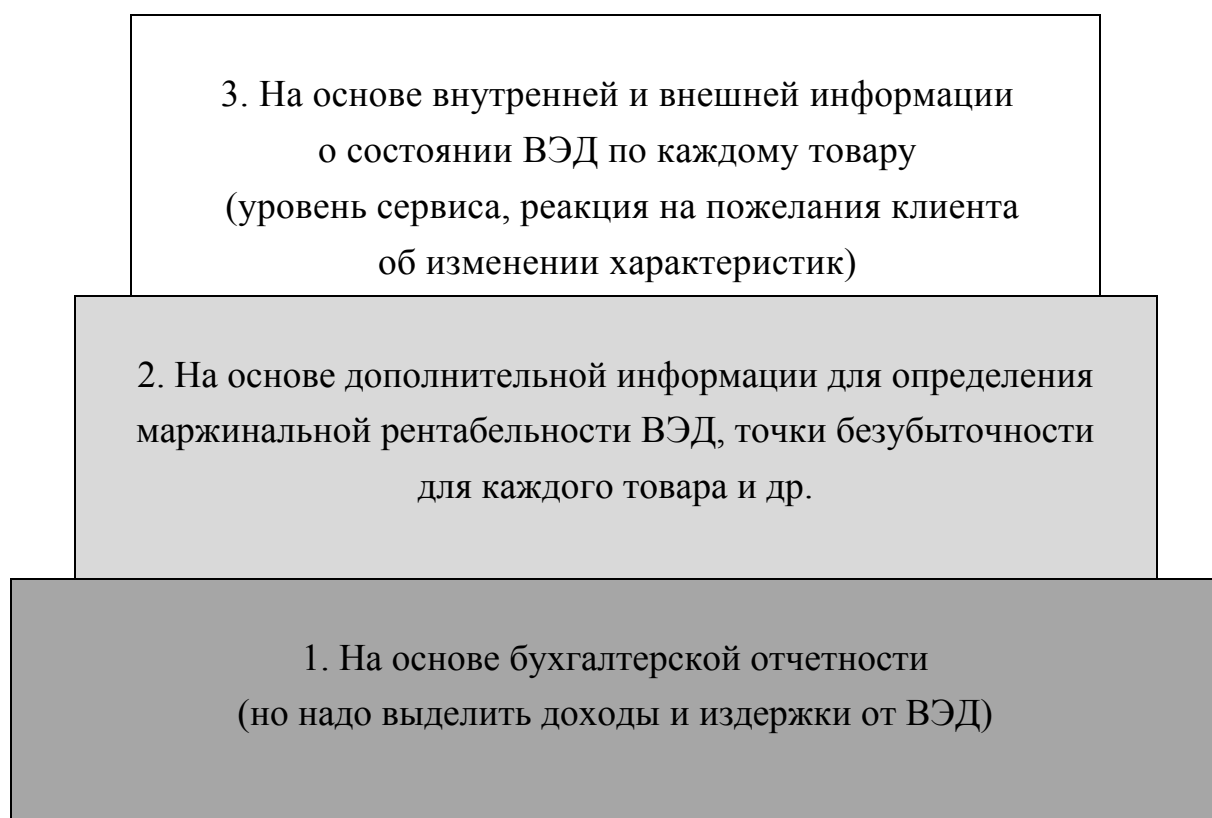 3. На основе внутренней и внешней информации
о состоянии ВЭД по каждому товару
(уровень сервиса, реакция на пожелания клиента
об изменении характеристик)
2. На основе дополнительной информации для определения
маржинальной рентабельности ВЭД, точки безубыточности
для каждого товара и др.
1. На основе бухгалтерской отчетности
(но надо выделить доходы и издержки от ВЭД)